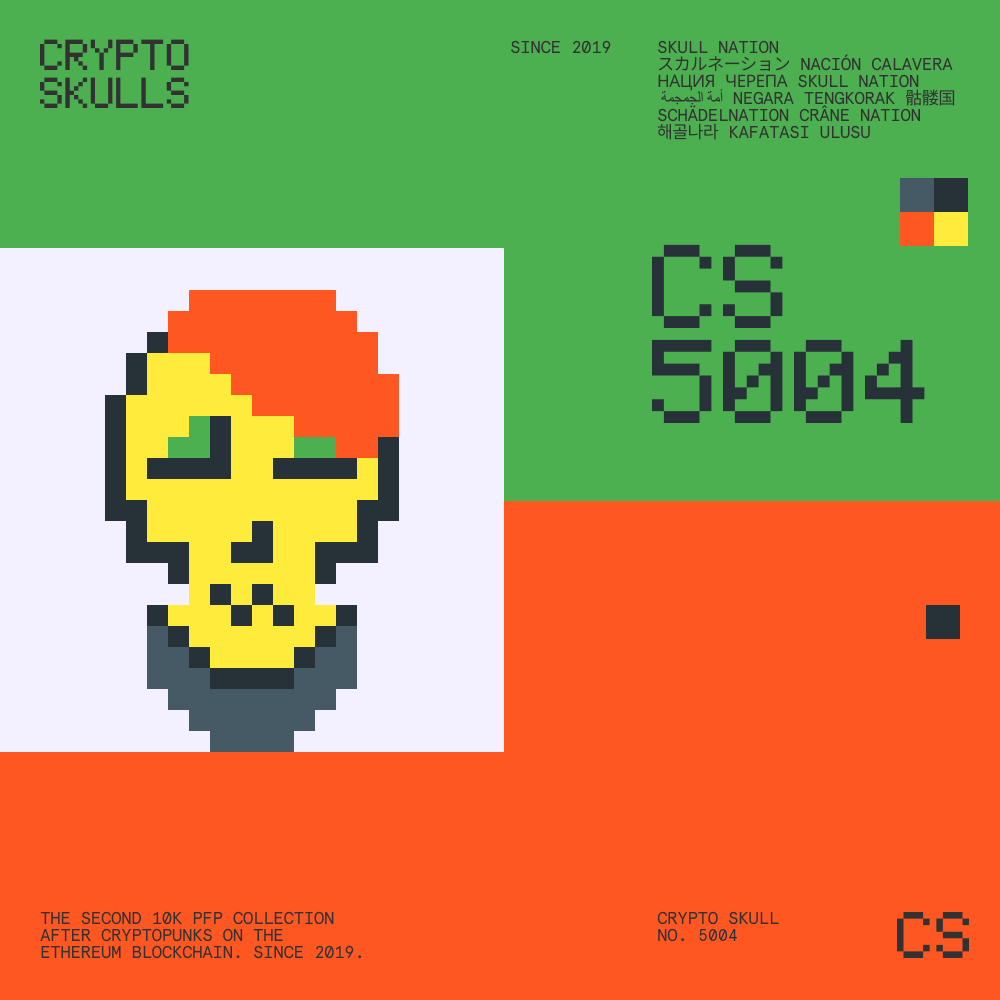 CRYPTO
SKULLS
SINCE 2019
SKULL NATION
スカルネーション NACIÓN CALAVERA
НАЦИЯ ЧЕРЕПА SKULL NATION
أمة الجمجمة NEGARA TENGKORAK 骷髅国
SCHÄDELNATION CRÂNE NATION
해골나라 KAFATASI ULUSU
CS
5004
THE SECOND 10K PFP COLLECTION
AFTER CRYPTOPUNKS ON THE
ETHEREUM BLOCKCHAIN. SINCE 2019.
CRYPTO SKULL
NO. 5004
CS